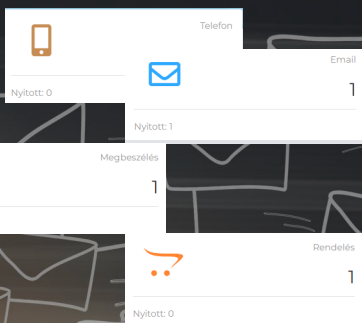 Telefon
Nyitott: 0
Email
1
Nyitott: 1
Megbeszélés
1
Rendelés
1
Nyitott: 0